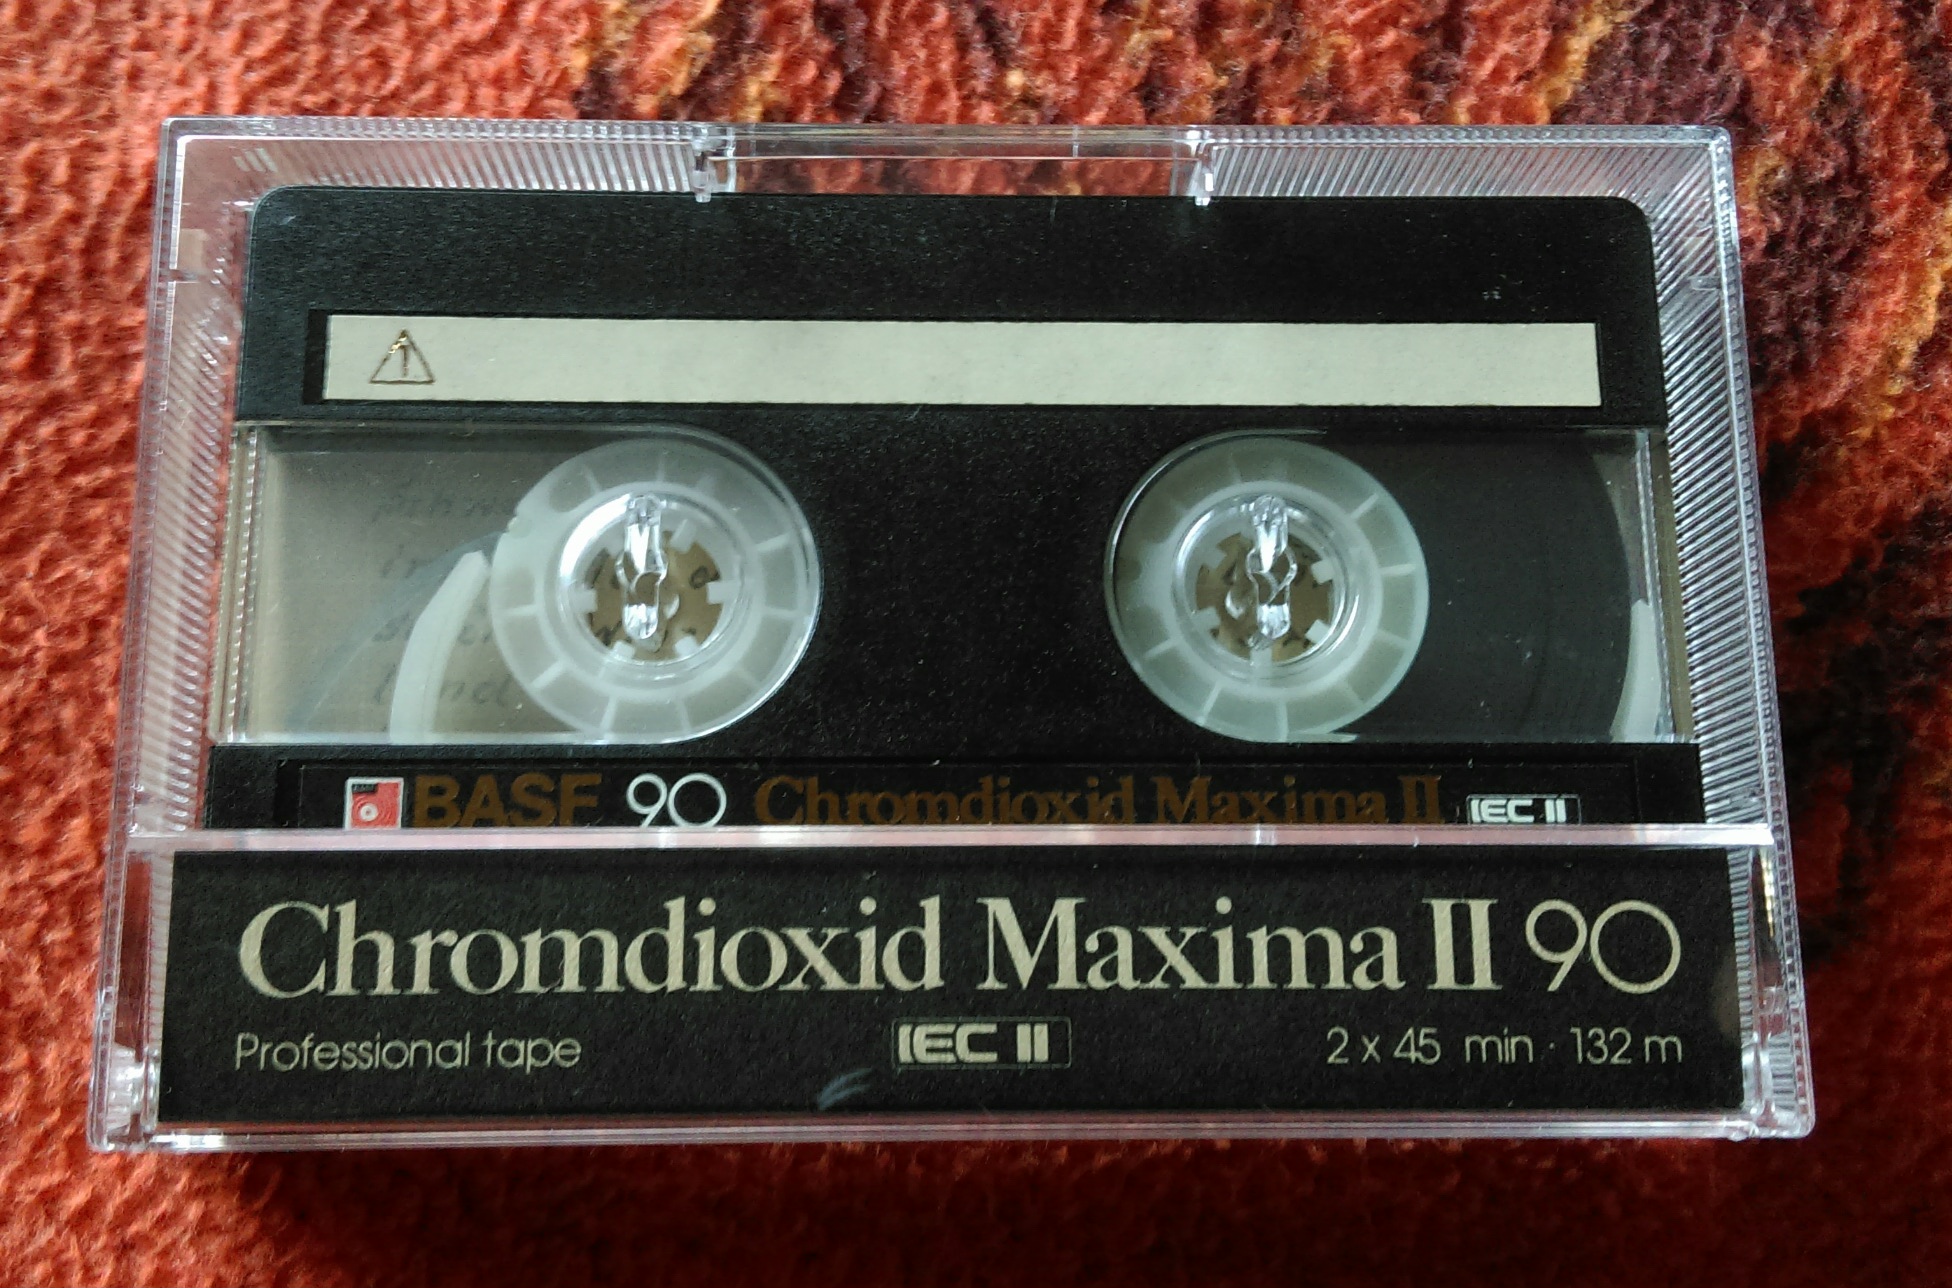 BASF 90 Chromdioxid Maxima II IEC II
Chromdioxid Maxima II 90
Professional tape IEC II 2 x 45 min · 132 m